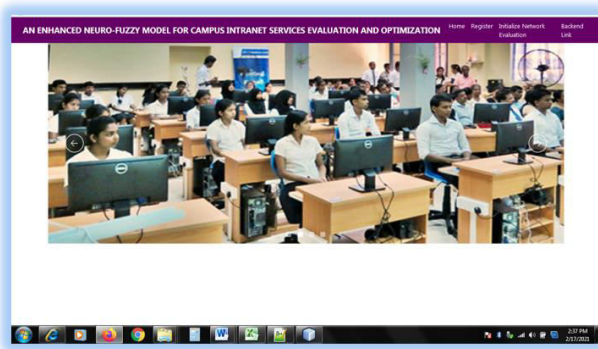 AN ENHANCED NEURO-FUZZY MODEL FOR CAMPUS INTRANET SERVICES EVALUATION AND OPTIMIZATION
Home Register Initialize Network Evaluation Backend Link
DELL
2:37 PM
2/17/2021